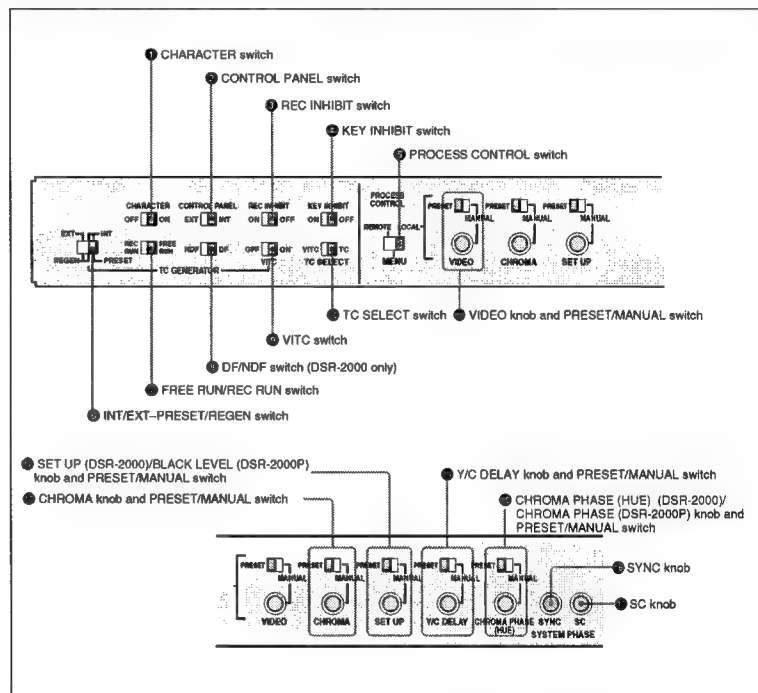 1 CHARACTER switch
2 CONTROL PANEL switch
3 REC INHIBIT switch
KEY INHIBIT switch
5 PROCESS CONTROL switch
CHARACTER
OFF ON
CONTROL PANEL
EXT INT
REC INHIBIT
ON OFF
KEY INHIBIT
ON OFF
PROCESS
CONTROL
REMOTE LOCAL
MENU
PRESET
MANUAL
VIDEO
PRESET
MANUAL
CHROMA
PRESET
MANUAL
SET UP
EXT INT
REGEN PRESET
REC RUN FREE RUN
NDF DF
OFF ON
VITC
VITC TC
TC SELECT
TC GENERATOR
TC SELECT switch
VIDEO knob and PRESET/MANUAL switch
VITC switch
DF/NDF switch (DSR-2000 only)
FREE RUN/REC RUN switch
INT/EXT–PRESET/REGEN switch
SET UP (DSR-2000)/BLACK LEVEL (DSR-2000P)
knob and PRESET/MANUAL switch
CHROMA knob and PRESET/MANUAL switch
Y/C DELAY knob and PRESET/MANUAL switch
CHROMA PHASE (HUE) (DSR-2000)/
CHROMA PHASE (DSR-2000P) knob and
PRESET/MANUAL switch
SYNC knob
SC knob
PRESET
MANUAL
VIDEO
PRESET
MANUAL
CHROMA
PRESET
MANUAL
SET UP
PRESET
MANUAL
Y/C DELAY
PRESET
MANUAL
CHROMA PHASE
(HUE)
SYNC SC
SYSTEM PHASE